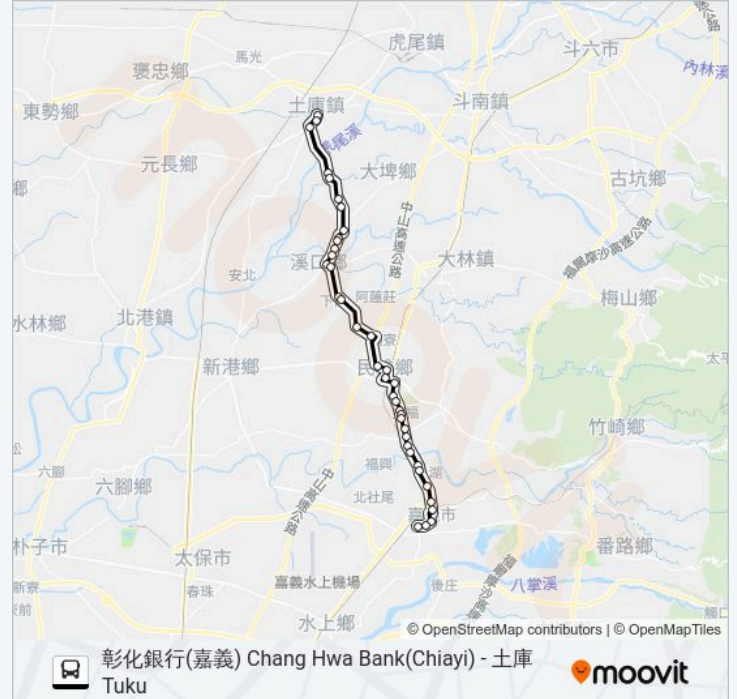 虎尾鎮
斗六市
馬光
褒忠鄉
內林溪
東勢鄉
土庫鎮
斗南鎮
虎尾溪
元長鄉
大埤鄉
古坑鄉
中山高速公路
福爾摩沙高速公路
溪口鄉
大林鎮
安北
阿蓮莊
梅山鄉
水林鄉
北港鎮
新港鄉
民雄鄉
竹崎鄉
福興
六腳
六腳鄉
北社尾
中山高速公路
嘉義市
朴子市
太保市
番路鄉
新寮
春珠
嘉義水上機場
後庄
八掌溪
水上鄉
© OpenStreetMap contributors | © OpenMapTiles
彰化銀行(嘉義) Chang Hwa Bank(Chiayi) - 土庫
Tuku
moovit